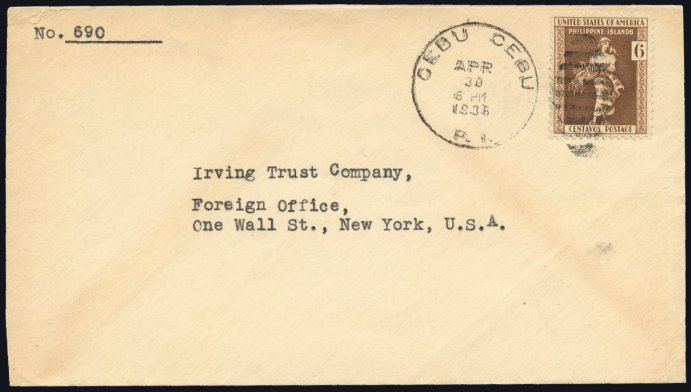 No. 690
CEBU CEBU
APR
30
6 PM
1936
P. I.
UNITED STATES OF AMERICA
PHILIPPINE ISLANDS
6
CENTAVOS POSTAGE
Irving Trust Company,
Foreign Office,
One Wall St., New York, U.S.A.